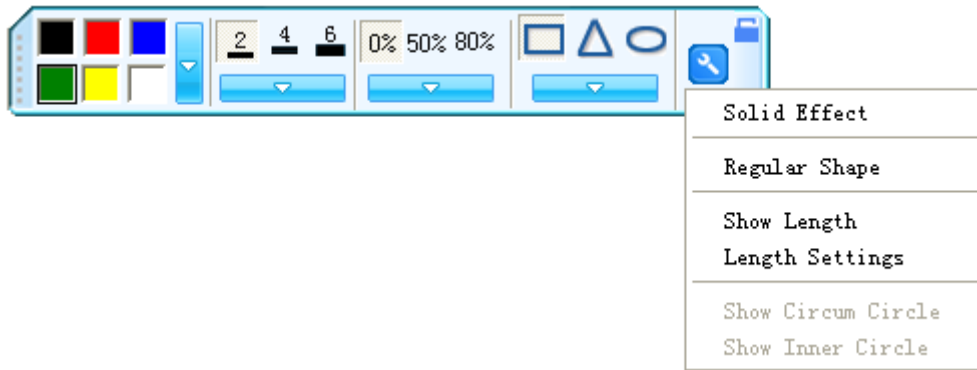 2 4 6 0% 50% 80%
Solid Effect
Regular Shape
Show Length
Length Settings
Show Circum Circle
Show Inner Circle